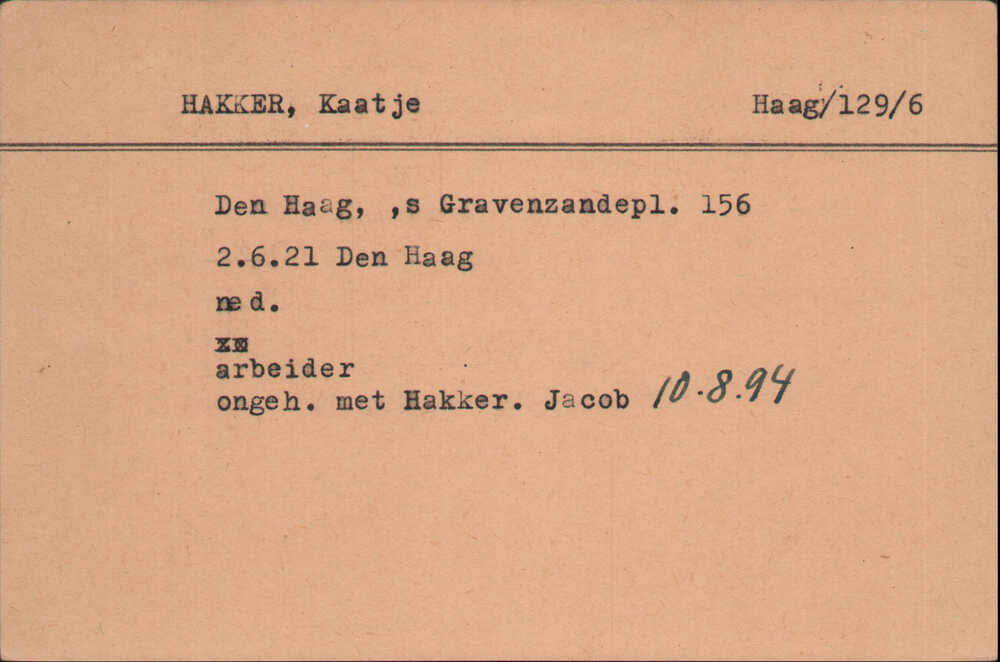 HAKKER, Kaatje Haag/129/6
Den Haag, ,s Gravenzandepl. 156
2.6.21 Den Haag
ned.
arbeider
ongeh. met Hakker. Jacob 10.8.94